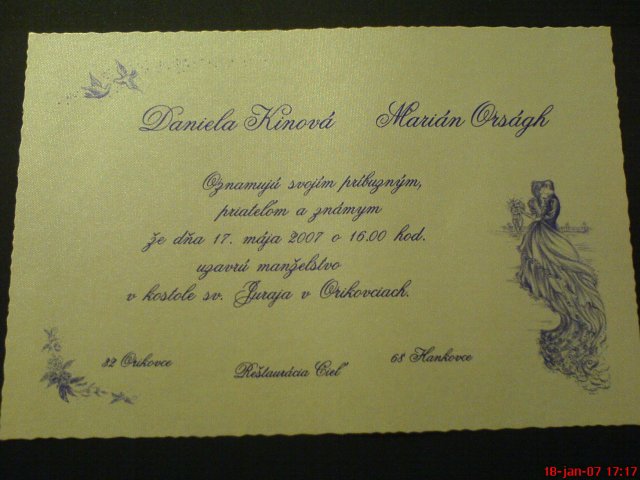 Daniela Kinová Marián Orságh
Oznamujú svojím príbuzným,
priateľom a známym
že dňa 17. mája 2007 o 16.00 hod.
uzavrú manželstvo
v kostole sv. Juraja v Orikovciach.
82 Orikovce Reštaurácia Cieľ 68 Hankovce
18-jan-07 17:17